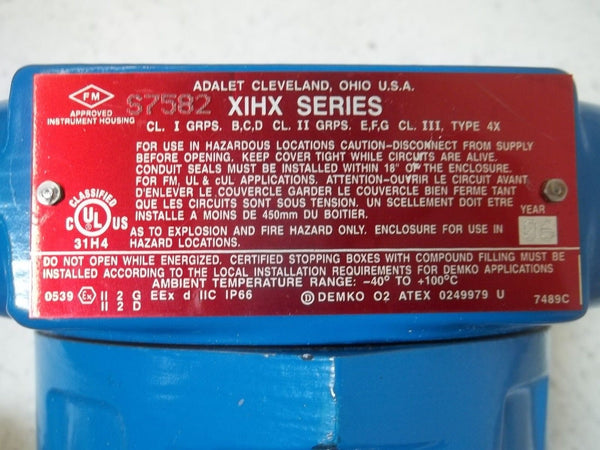 ADALET CLEVELAND, OHIO U.S.A.
FM
APPROVED
INSTRUMENT HOUSING
S7582 XIHX SERIES
CL. I GRPS. B,C,D CL. II GRPS. E,F,G CL. III, TYPE 4X
FOR USE IN HAZARDOUS LOCATIONS CAUTION-DISCONNECT FROM SUPPLY
BEFORE OPENING. KEEP COVER TIGHT WHILE CIRCUITS ARE ALIVE.
CONDUIT SEALS MUST BE INSTALLED WITHIN 18" OF THE ENCLOSURE.
FOR FM, UL & cUL APPLICATIONS, ATTENTION-OUVRIR LE CIRCUIT AVANT
D'ENLEVER LE COUVERCLE GARDER LE COUVERCLE BIEN FERME TANT
QUE LES CIRCUITS SONT SOUS TENSION. UN SCELLEMENT DOIT ETRE
INSTALLE A MOINS DE 450mm DU BOITIER.
AS TO EXPLOSION AND FIRE HAZARD ONLY. ENCLOSURE FOR USE IN
HAZARD LOCATIONS.
CLASSIFIED
C UL US
31H4
YEAR
DO NOT OPEN WHILE ENERGIZED. CERTIFIED STOPPING BOXES WITH COMPOUND FILLING MUST BE
INSTALLED ACCORDING TO THE LOCAL INSTALLATION REQUIREMENTS FOR DEMKO APPLICATIONS
AMBIENT TEMPERATURE RANGE: -40° TO +100°C
0539 Ex II 2 G EEx d IIC IP66 D DEMKO 02 ATEX 0249979 U 7489C
II 2 D